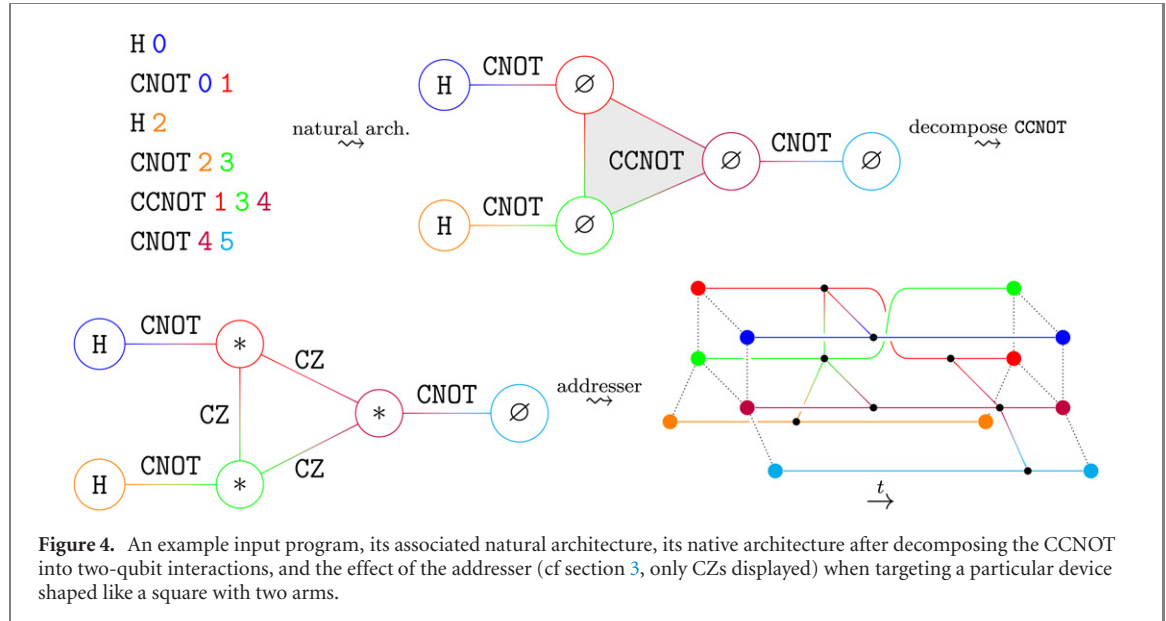 H 0
CNOT 0 1
H 2
CNOT 2 3
CCNOT 1 3 4
CNOT 4 5
natural arch.
⇝
H CNOT ∅
CCNOT ∅ CNOT ∅
H CNOT ∅
decompose CCNOT
⇝
H CNOT * CZ
CZ * CNOT ∅
H CNOT * CZ
addresser
⇝
t
→
Figure 4. An example input program, its associated natural architecture, its native architecture after decomposing the CCNOT
into two-qubit interactions, and the effect of the addresser (cf section 3, only CZs displayed) when targeting a particular device
shaped like a square with two arms.